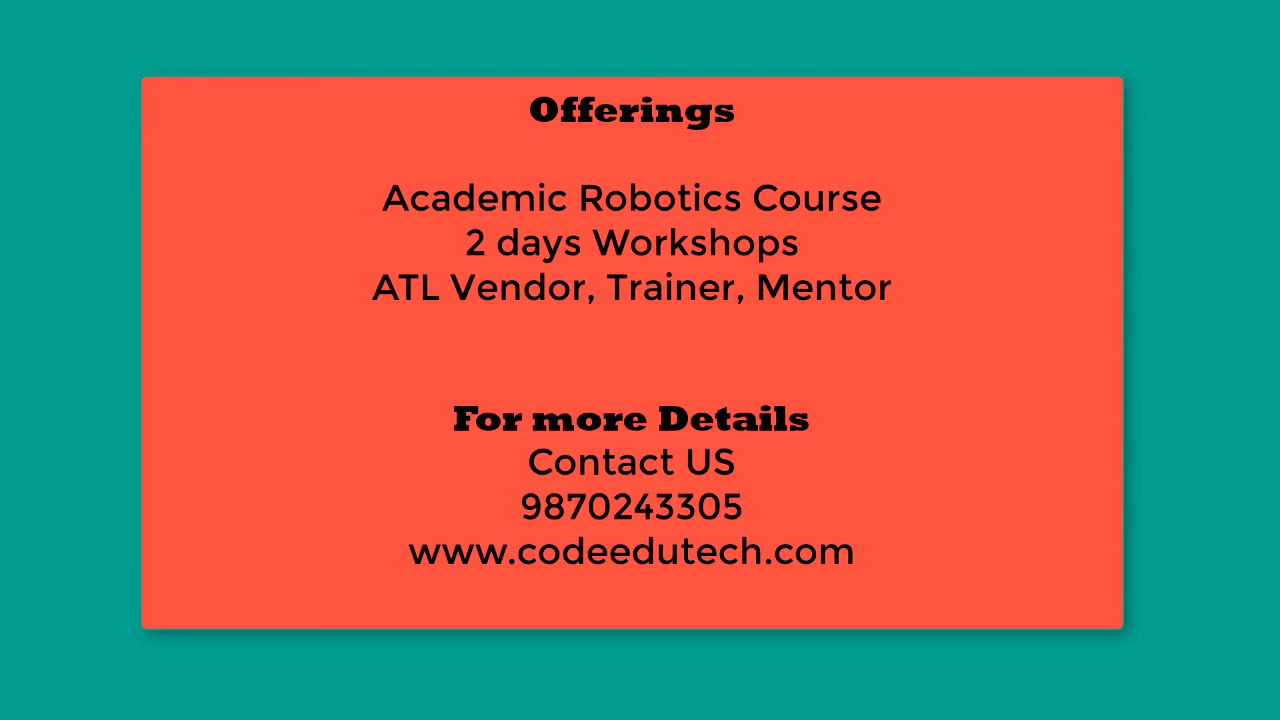 Offerings
Academic Robotics Course
2 days Workshops
ATL Vendor, Trainer, Mentor
For more Details
Contact US
9870243305
www.codeedutech.com